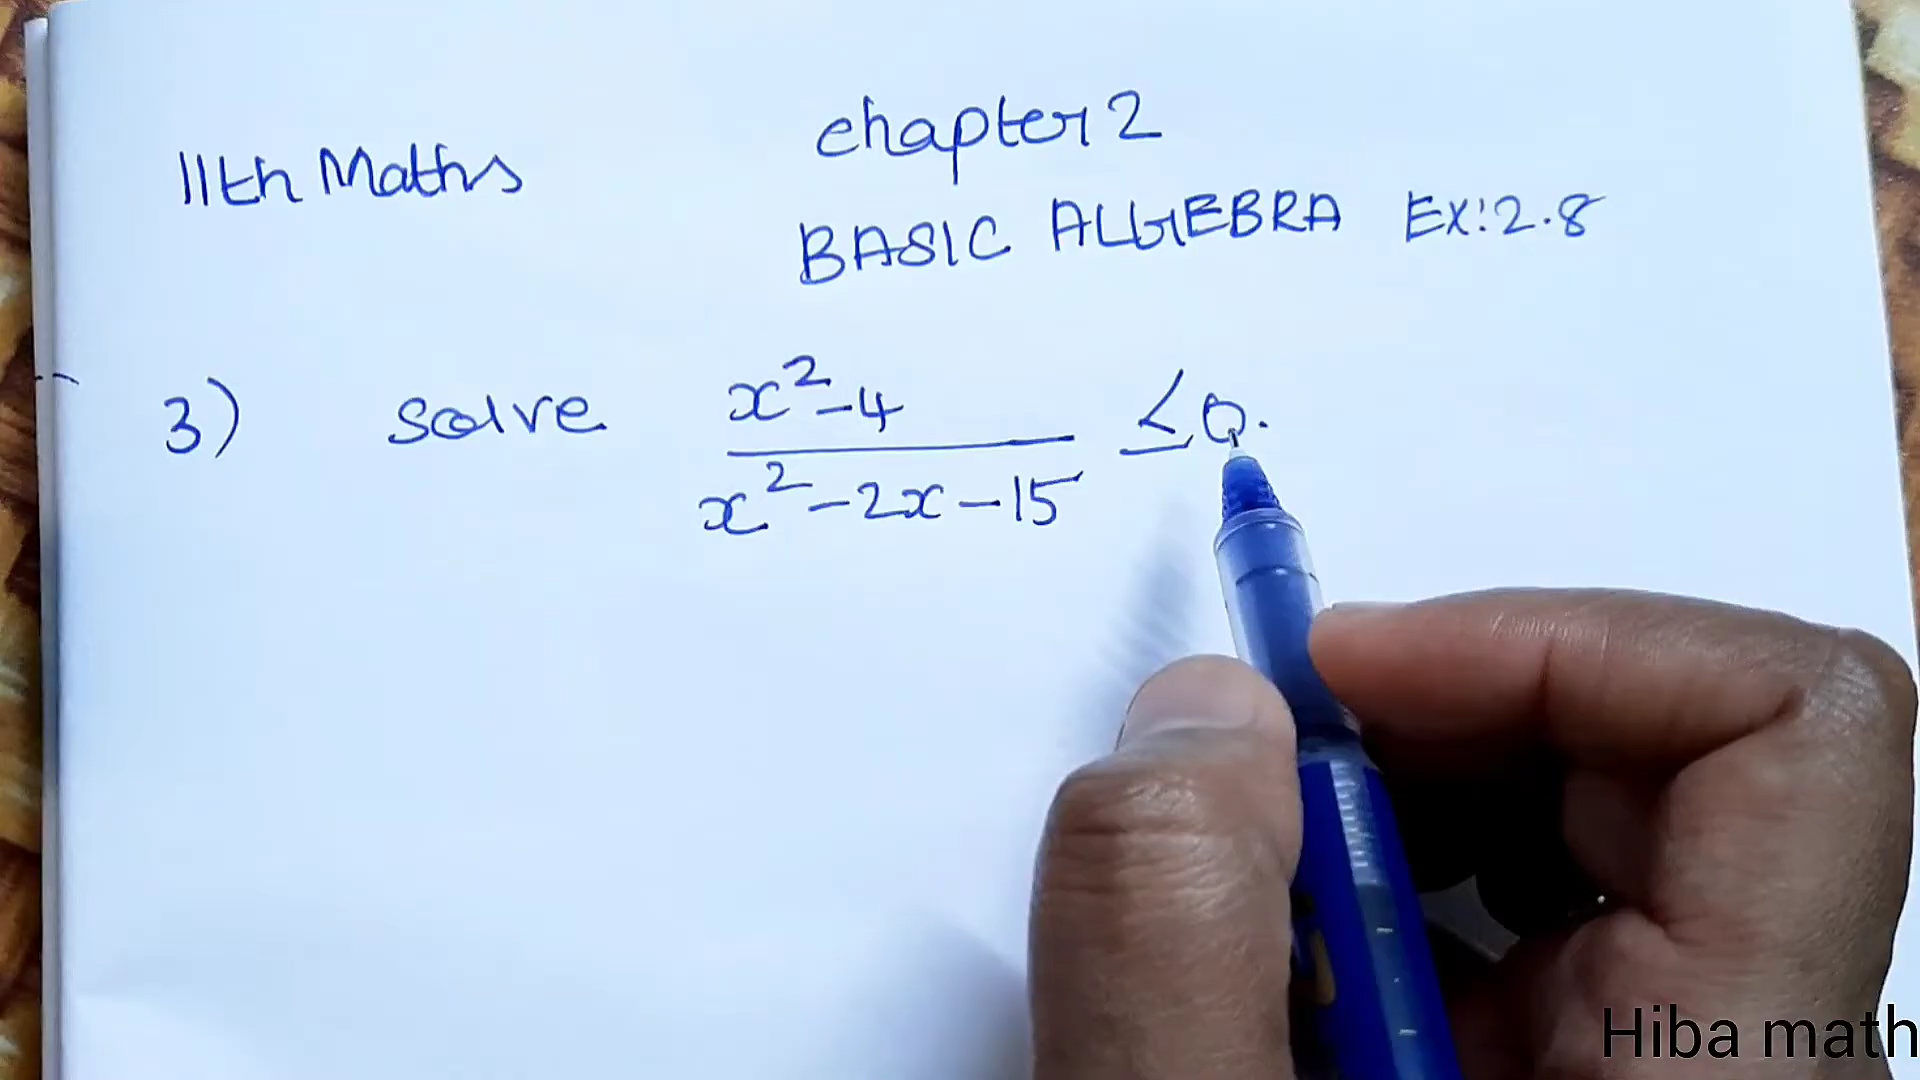 11th Maths
chapter 2
BASIC ALGEBRA EX: 2.8
3) solve x²-4 / x²-2x-15 ≤ 0.
Hiba math